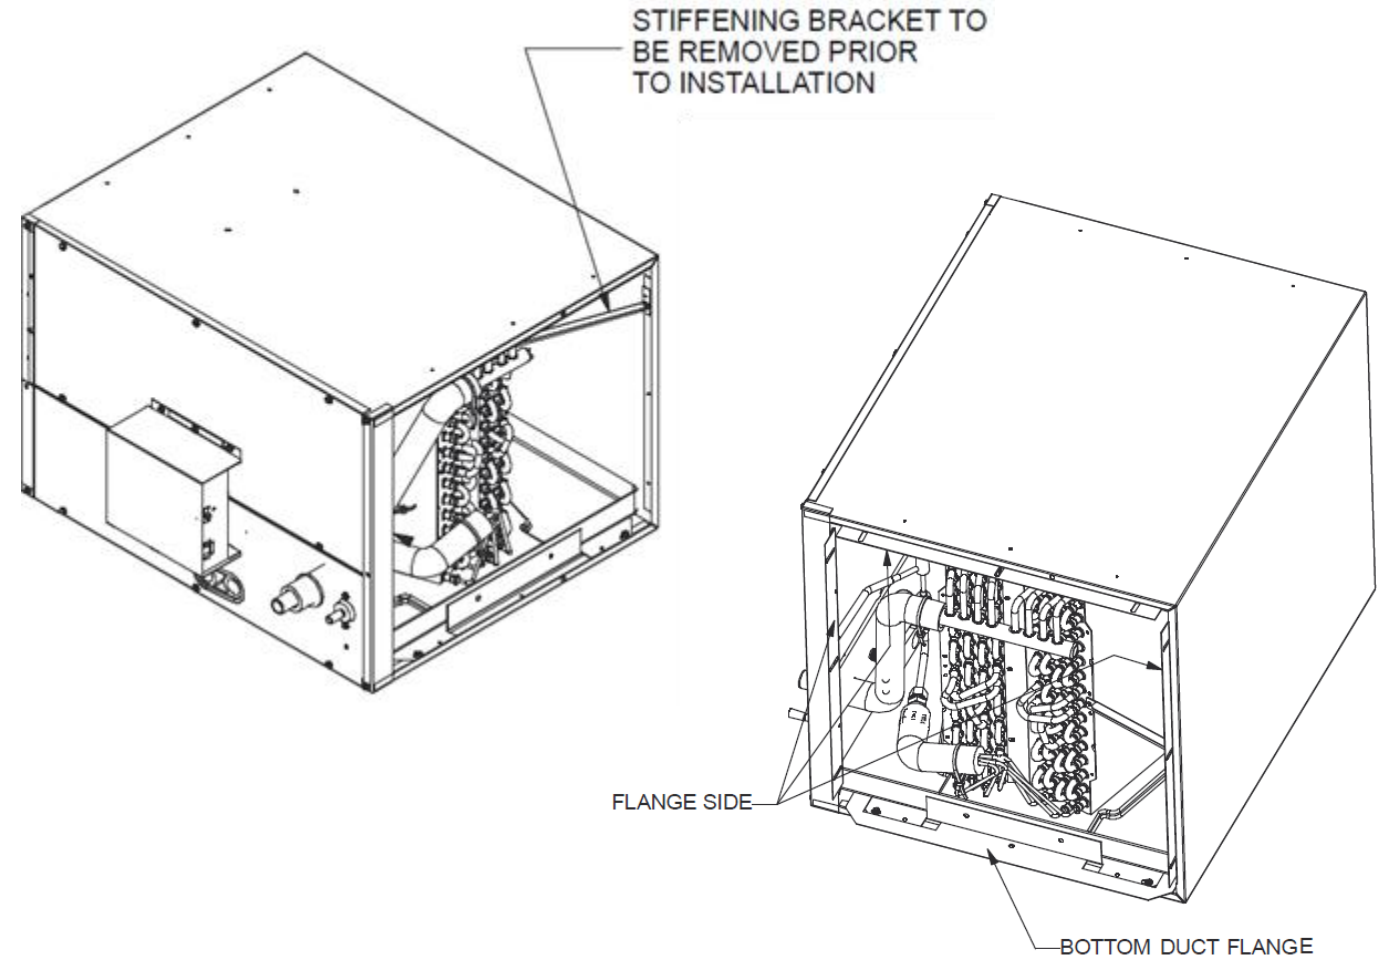 STIFFENING BRACKET TO
BE REMOVED PRIOR
TO INSTALLATION
FLANGE SIDE
BOTTOM DUCT FLANGE